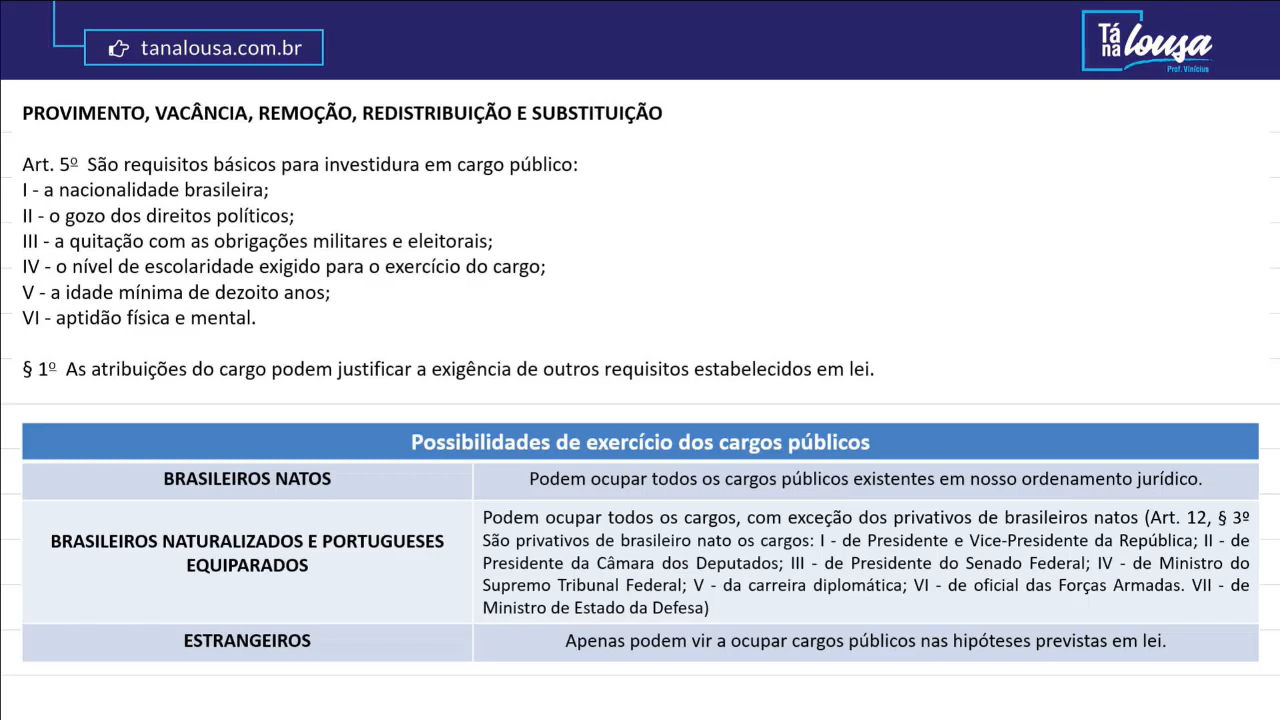 tanalousa.com.br
Tá
na lousa
Prof. Vinícius
PROVIMENTO, VACÂNCIA, REMOÇÃO, REDISTRIBUIÇÃO E SUBSTITUIÇÃO
Art. 5º São requisitos básicos para investidura em cargo público:
I - a nacionalidade brasileira;
II - o gozo dos direitos políticos;
III - a quitação com as obrigações militares e eleitorais;
IV - o nível de escolaridade exigido para o exercício do cargo;
V - a idade mínima de dezoito anos;
VI - aptidão física e mental.
§ 1º As atribuições do cargo podem justificar a exigência de outros requisitos estabelecidos em lei.
Possibilidades de exercício dos cargos públicos
BRASILEIROS NATOS
Podem ocupar todos os cargos públicos existentes em nosso ordenamento jurídico.
BRASILEIROS NATURALIZADOS E PORTUGUESES
EQUIPARADOS
Podem ocupar todos os cargos, com exceção dos privativos de brasileiros natos (Art. 12, § 3º
São privativos de brasileiro nato os cargos: I - de Presidente e Vice-Presidente da República; II - de
Presidente da Câmara dos Deputados; III - de Presidente do Senado Federal; IV - de Ministro do
Supremo Tribunal Federal; V - da carreira diplomática; VI - de oficial das Forças Armadas. VII - de
Ministro de Estado da Defesa)
ESTRANGEIROS
Apenas podem vir a ocupar cargos públicos nas hipóteses previstas em lei.